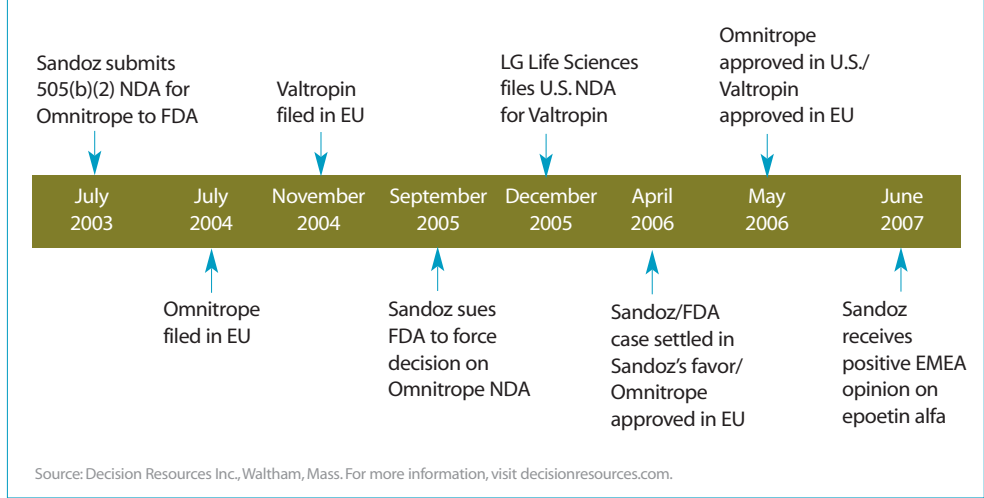 Sandoz submits
505(b)(2) NDA for
Omnitrope to FDA
Valtropin
filed in EU
LG Life Sciences
files U.S. NDA
for Valtropin
Omnitrope
approved in U.S./
Valtropin
approved in EU
July
2003
July
2004
November
2004
September
2005
December
2005
April
2006
May
2006
June
2007
Omnitrope
filed in EU
Sandoz sues
FDA to force
decision on
Omnitrope NDA
Sandoz/FDA
case settled in
Sandoz’s favor/
Omnitrope
approved in EU
Sandoz
receives
positive EMEA
opinion on
epoetin alfa
Source: Decision Resources Inc., Waltham, Mass. For more information, visit decisionresources.com.